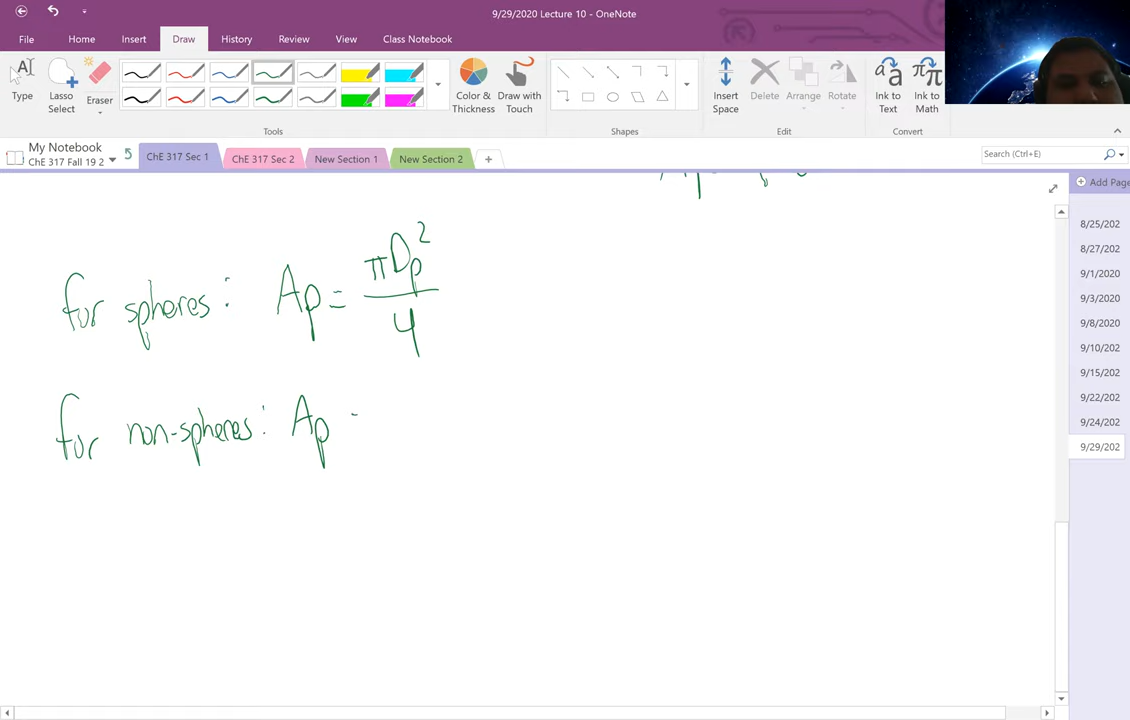 9/29/2020 Lecture 10 - OneNote
File Home Insert Draw History Review View Class Notebook
Type
Lasso Select
Eraser
Color & Thickness
Draw with Touch
Insert Space
Delete
Arrange
Rotate
Ink to Text
Ink to Math
Tools Shapes Edit Convert
My Notebook
ChE 317 Fall 19 2
ChE 317 Sec 1 ChE 317 Sec 2 New Section 1 New Section 2 +
Search (Ctrl+E)
Add Page
8/25/202
8/27/202
9/1/2020
9/3/2020
9/8/2020
9/10/202
9/15/202
9/22/202
9/24/202
9/29/202
for spheres: Ap = πDp² / 4
for non-spheres: Ap -